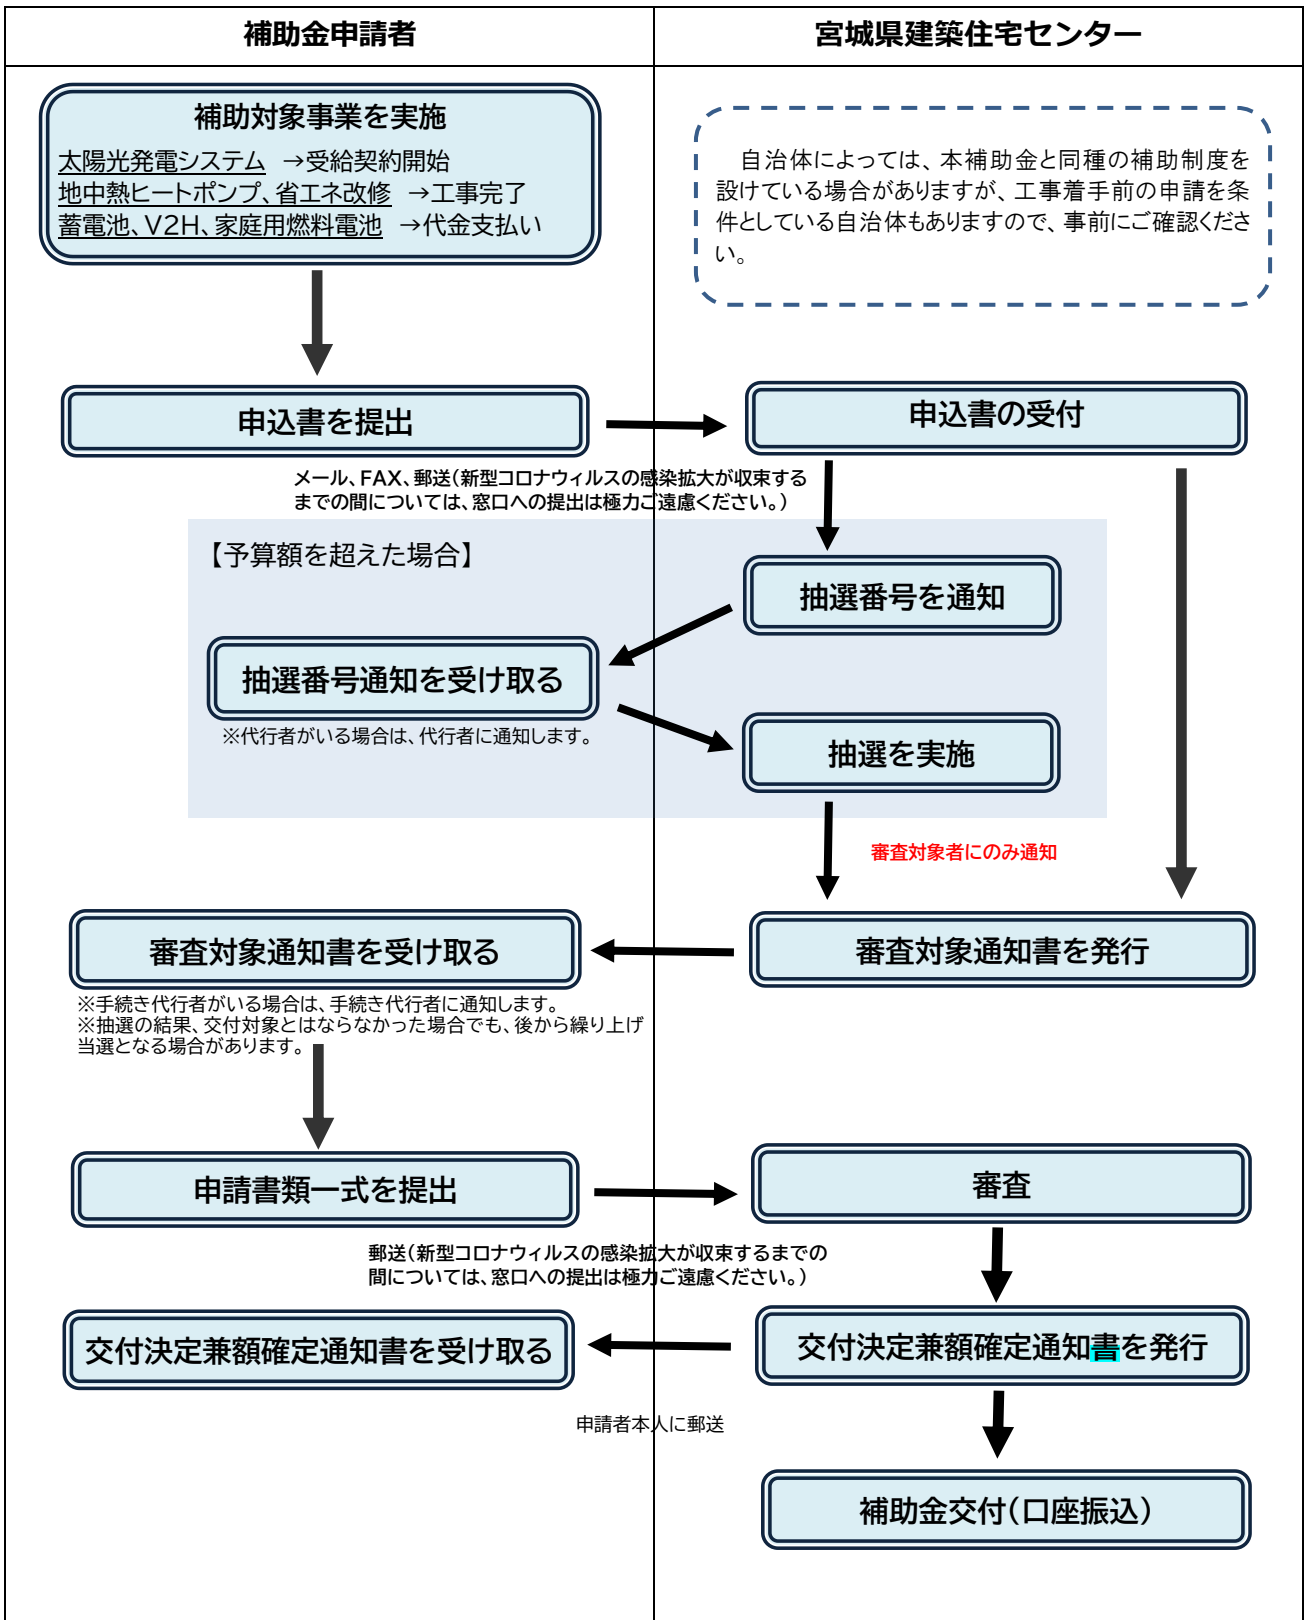 補助金申請者
宮城県建築住宅センター
補助対象事業を実施
太陽光発電システム　→受給契約開始
地中熱ヒートポンプ、省エネ改修　→工事完了
蓄電池、V2H、家庭用燃料電池　→代金支払い
自治体によっては、本補助金と同種の補助制度を
設けている場合がありますが、工事着手前の申請を条
件としている自治体もありますので、事前にご確認くださ
い。
申込書を提出
申込書の受付
メール、FAX、郵送（新型コロナウィルスの感染拡大が収束する
までの間については、窓口への提出は極力ご遠慮ください。）
【予算額を超えた場合】
抽選番号を通知
抽選番号通知を受け取る
※代行者がいる場合は、代行者に通知します。
抽選を実施
審査対象者にのみ通知
審査対象通知書を受け取る
審査対象通知書を発行
※手続き代行者がいる場合は、手続き代行者に通知します。
※抽選の結果、交付対象とはならなかった場合でも、後から繰り上げ
当選となる場合があります。
申請書類一式を提出
審査
郵送（新型コロナウィルスの感染拡大が収束するまでの
間については、窓口への提出は極力ご遠慮ください。）
交付決定兼額確定通知書を受け取る
交付決定兼額確定通知書を発行
申請者本人に郵送
補助金交付（口座振込）